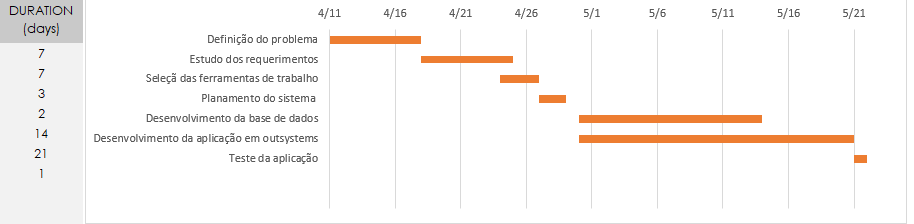 DURATION
(days)
7
7
3
2
14
21
1
4/11 4/16 4/21 4/26 5/1 5/6 5/11 5/16 5/21
Definição do problema
Estudo dos requerimentos
Seleçã das ferramentas de trabalho
Planamento do sistema
Desenvolvimento da base de dados
Desenvolvimento da aplicação em outsystems
Teste da aplicação